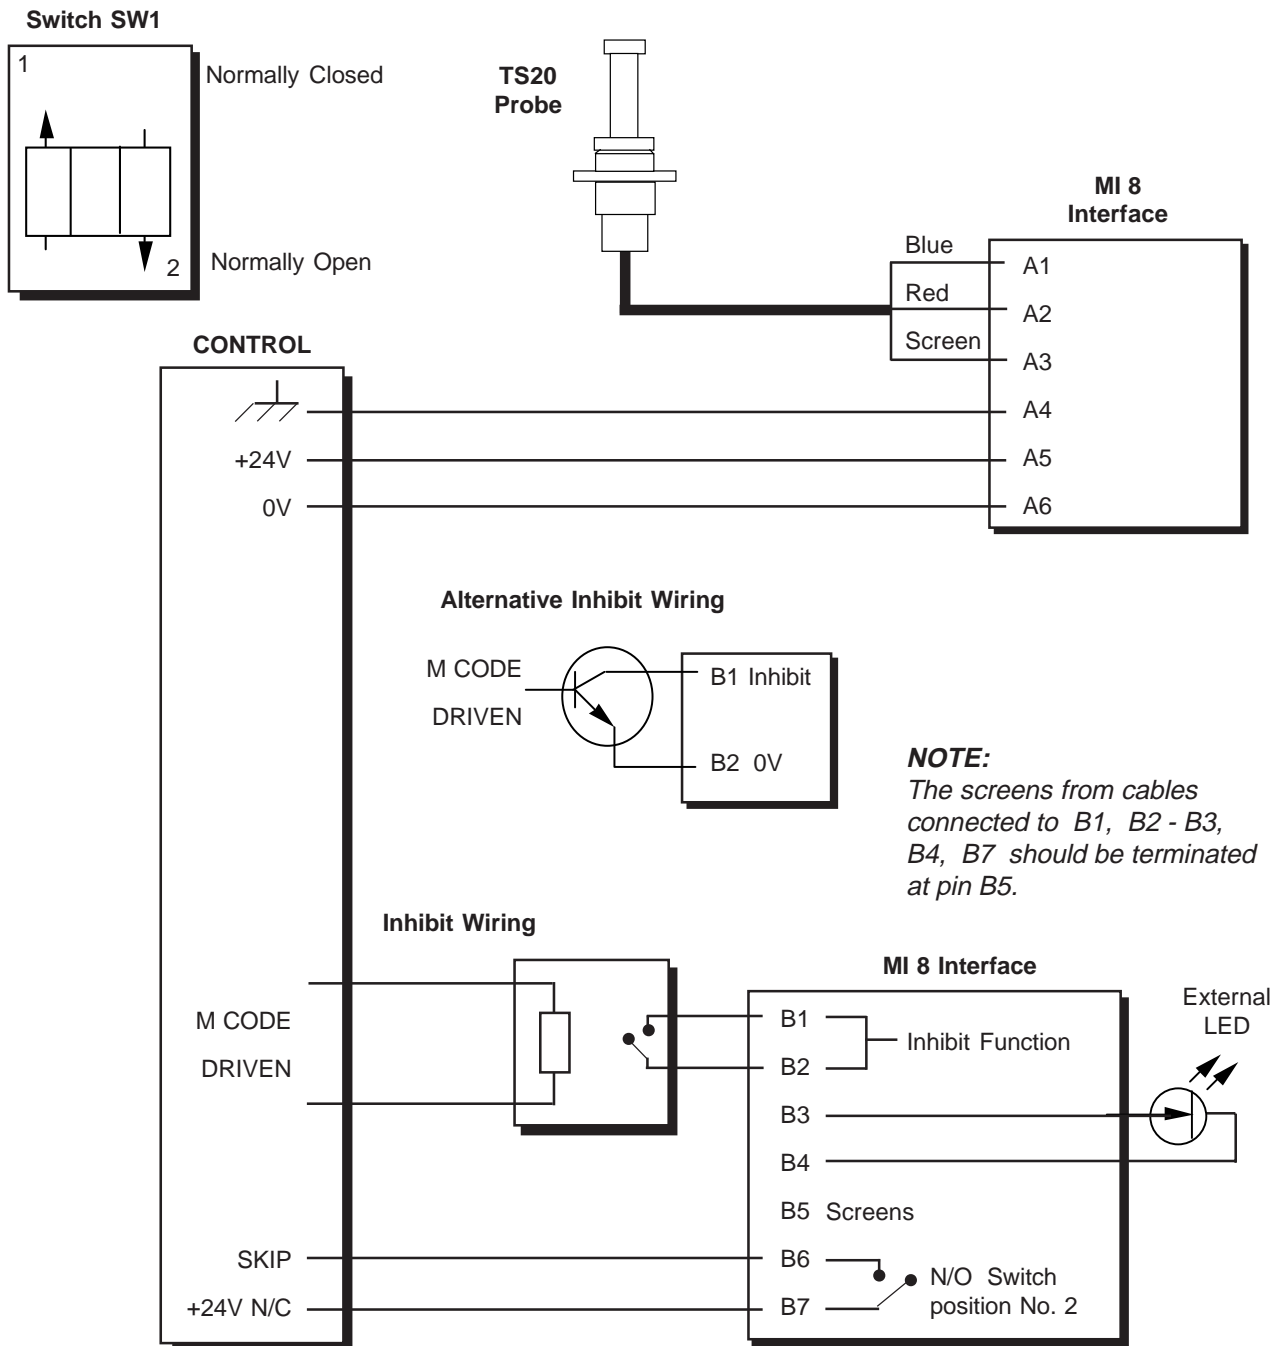 Switch SW1
1
Normally Closed
2
Normally Open
TS20
Probe
MI 8
Interface
Blue
A1
Red
A2
Screen
A3
CONTROL
A4
+24V
A5
0V
A6
Alternative Inhibit Wiring
M CODE
DRIVEN
B1 Inhibit
B2 0V
NOTE:
The screens from cables
connected to B1, B2 - B3,
B4, B7 should be terminated
at pin B5.
Inhibit Wiring
MI 8 Interface
External
LED
M CODE
DRIVEN
B1
Inhibit Function
B2
B3
B4
B5 Screens
SKIP
B6
N/O Switch
position No. 2
+24V N/C
B7